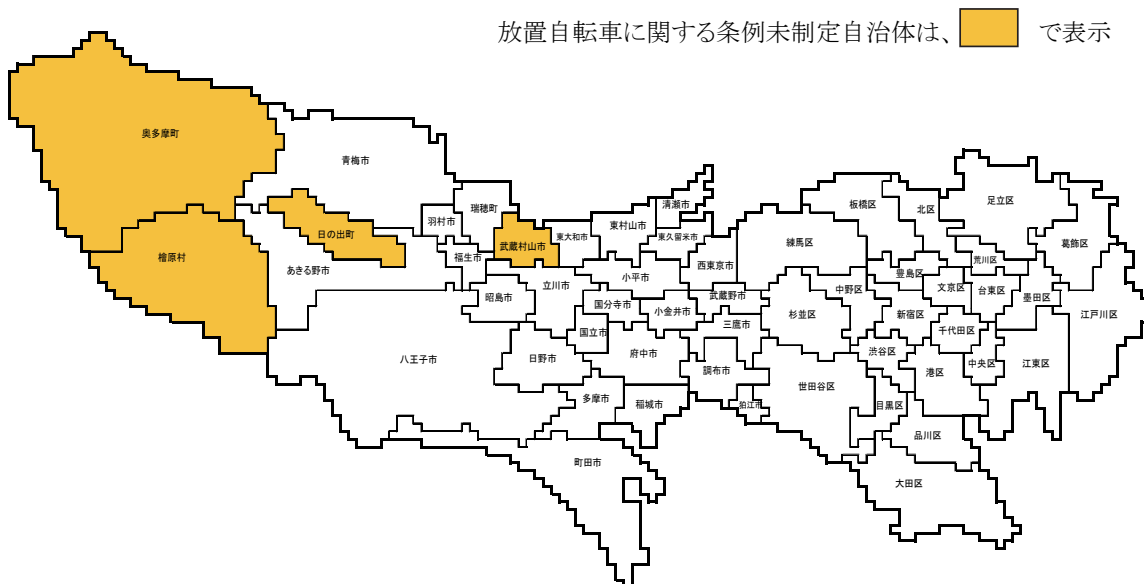 放置自転車に関する条例未制定自治体は、 で表示
奥多摩町
青梅市
瑞穂町
清瀬市
板橋区
北区
足立区
羽村市
日の出町
武蔵村山市
東大和市
東村山市
東久留米市
練馬区
葛飾区
檜原村
あきる野市
福生市
小平市
西東京市
豊島区
荒川区
昭島市
立川市
国分寺市
小金井市
武蔵野市
中野区
文京区
台東区
墨田区
江戸川区
杉並区
新宿区
国立市
三鷹市
千代田区
八王子市
日野市
府中市
調布市
渋谷区
港区
中央区
江東区
世田谷区
多摩市
稲城市
狛江市
目黒区
品川区
町田市
大田区